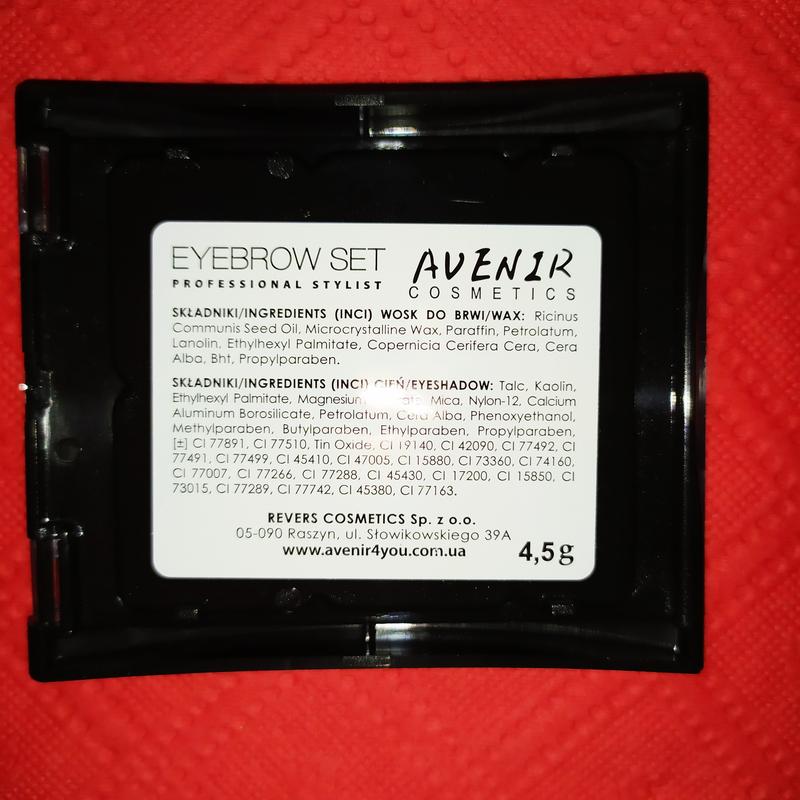 EYEBROW SET
PROFESSIONAL STYLIST
AVENIR
COSMETICS
SKŁADNIKI/INGREDIENTS (INCI) WOSK DO BRWI/WAX: Ricinus
Communis Seed Oil, Microcrystalline Wax, Paraffin, Petrolatum,
Lanolin, Ethylhexyl Palmitate, Copernicia Cerifera Cera, Cera
Alba, Bht, Propylparaben.
SKŁADNIKI/INGREDIENTS (INCI) CIEŃ/EYESHADOW: Talc, Kaolin,
Ethylhexyl Palmitate, Magnesium Mica, Nylon-12, Calcium
Aluminum Borosilicate, Petrolatum, Cera Alba, Phenoxyethanol,
Methylparaben, Butylparaben, Ethylparaben, Propylparaben,
[±] CI 77891, CI 77510, Tin Oxide, CI 19140, CI 42090, CI 77492, CI
77491, CI 77499, CI 45410, CI 47005, CI 15880, CI 73360, CI 74160,
CI 77007, CI 77266, CI 77288, CI 45430, CI 17200, CI 15850, CI
73015, CI 77289, CI 77742, CI 45380, CI 77163.
REVERS COSMETICS Sp. z o.o.
05-090 Raszyn, ul. Słowikowskiego 39A
www.avenir4you.com.ua
4,5g